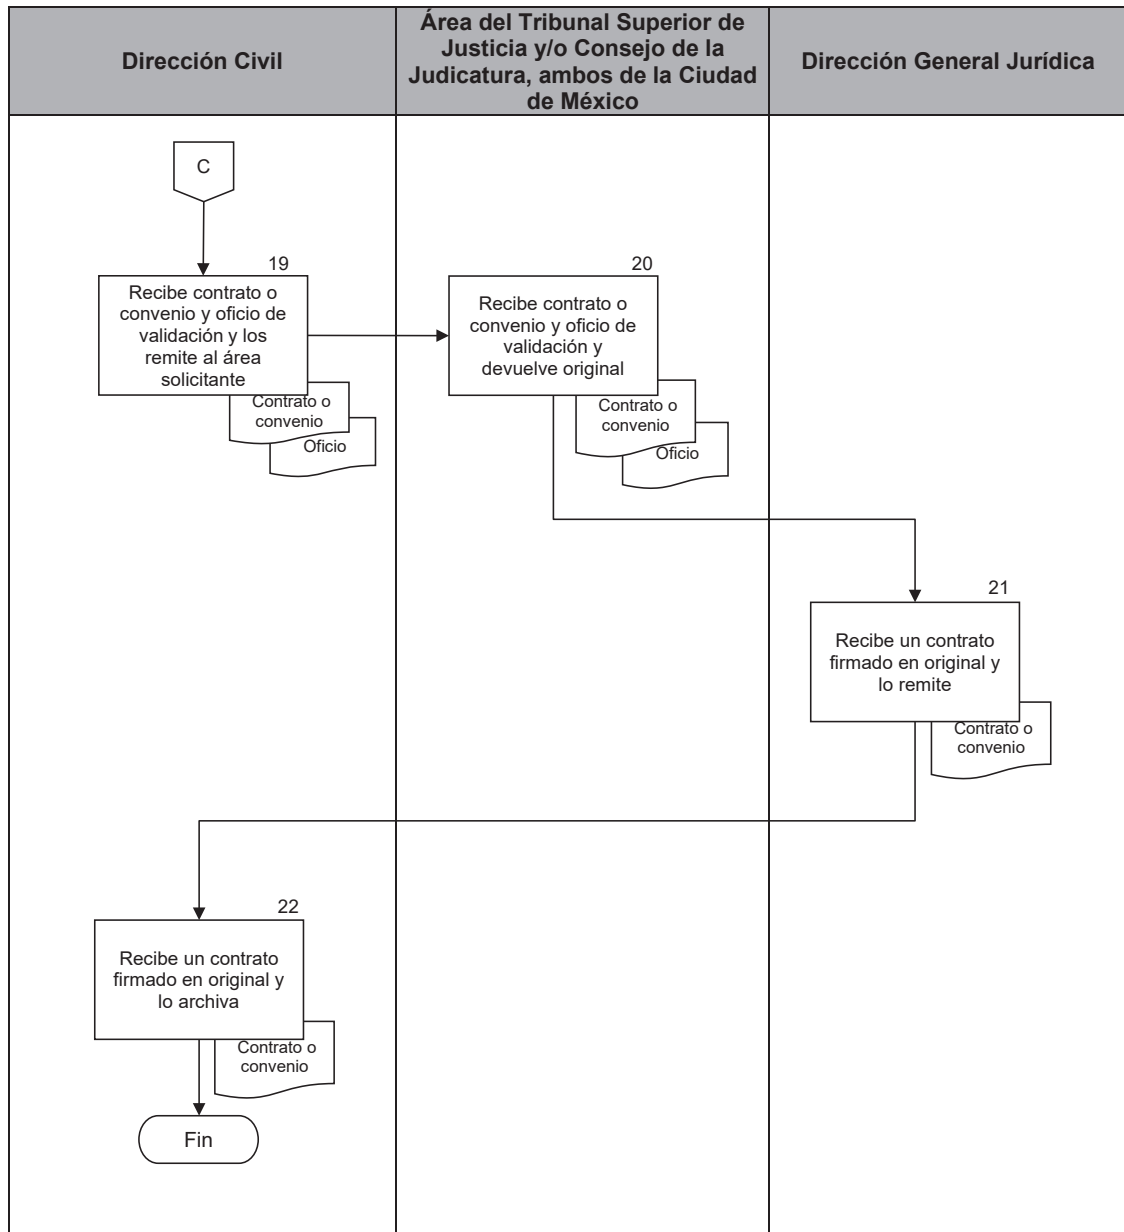 Dirección Civil
Área del Tribunal Superior de
Justicia y/o Consejo de la
Judicatura, ambos de la Ciudad
de México
Dirección General Jurídica
C
19
Recibe contrato o
convenio y oficio de
validación y los
remite al área
solicitante
Contrato o
convenio
Oficio
20
Recibe contrato o
convenio y oficio de
validación y
devuelve original
Contrato o
convenio
Oficio
21
Recibe un contrato
firmado en original y
lo remite
Contrato o
convenio
22
Recibe un contrato
firmado en original y
lo archiva
Contrato o
convenio
Fin